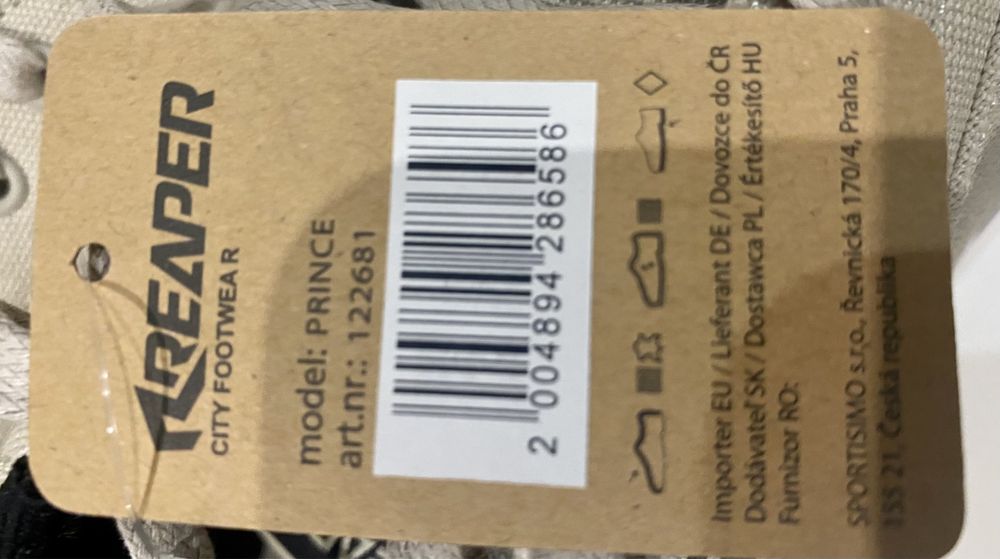 REAPER
CITY FOOTWEAR
model: PRINCE
art.nr.: 122681
2 004894 286586
Importer EU / Lieferant DE / Dovozce do ČR
Dodávateľ SK / Dostawca PL / Értékesítő HU
Furnizor RO:
SPORTISIMO s.r.o., Řevnická 170/4, Praha 5,
155 21, Česká republika